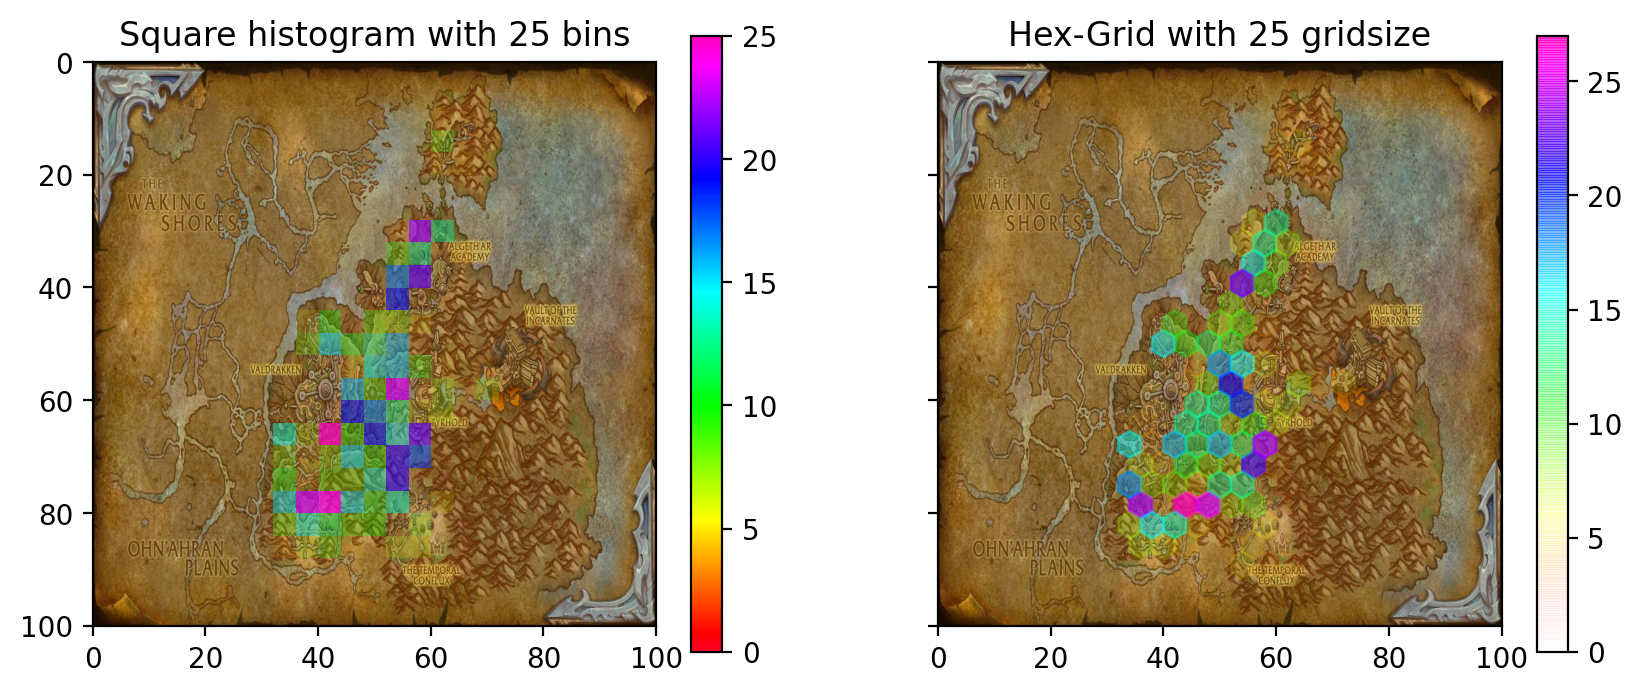 Square histogram with 25 bins
0
20
40
60
80
100
0
20
40
60
80
100
THE
WAKING
SHORES
ALGETH'AR
ACADEMY
VAULT OF THE
INCARNATES
VALDRAKKEN
TYRHOLD
OHN'AHRAN
PLAINS
THE TEMPORAL
CONFLUX
25
20
15
10
5
0
Hex-Grid with 25 gridsize
THE
WAKING
SHORES
ALGETH'AR
ACADEMY
VAULT OF THE
INCARNATES
VALDRAKKEN
TYRHOLD
OHN'AHRAN
PLAINS
THE TEMPORAL
CONFLUX
0
20
40
60
80
100
25
20
15
10
5
0